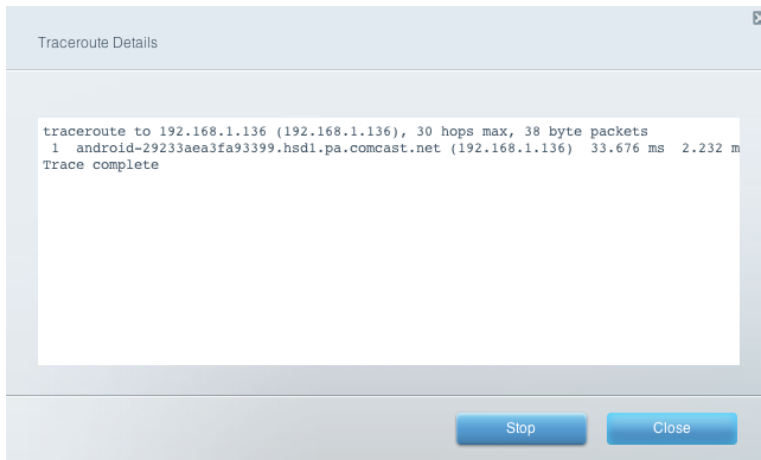 Traceroute Details
traceroute to 192.168.1.136 (192.168.1.136), 30 hops max, 38 byte packets
1 android-29233aea3fa93399.hsd1.pa.comcast.net (192.168.1.136) 33.676 ms 2.232 m
Trace complete
Stop
Close